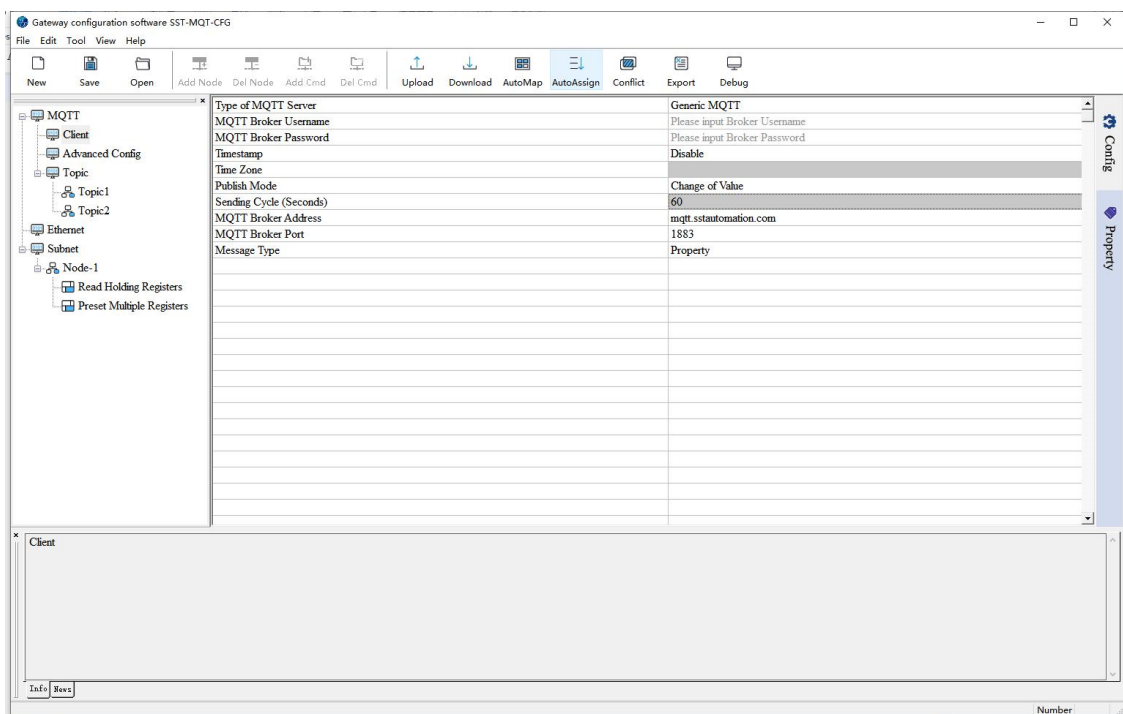 Gateway configuration software SST-MQT-CFG
File Edit Tool View Help
New Save Open Add Node Del Node Add Cmd Del Cmd Upload Download AutoMap AutoAssign Conflict Export Debug
MQTT
Client
Advanced Config
Topic
Topic1
Topic2
Ethernet
Subnet
Node-1
Read Holding Registers
Preset Multiple Registers
Type of MQTT Server Generic MQTT
MQTT Broker Username Please input Broker Username
MQTT Broker Password Please input Broker Password
Timestamp Disable
Time Zone
Publish Mode Change of Value
Sending Cycle (Seconds) 60
MQTT Broker Address mqtt.sstautomation.com
MQTT Broker Port 1883
Message Type Property
Config
Property
Client
Info News
Number